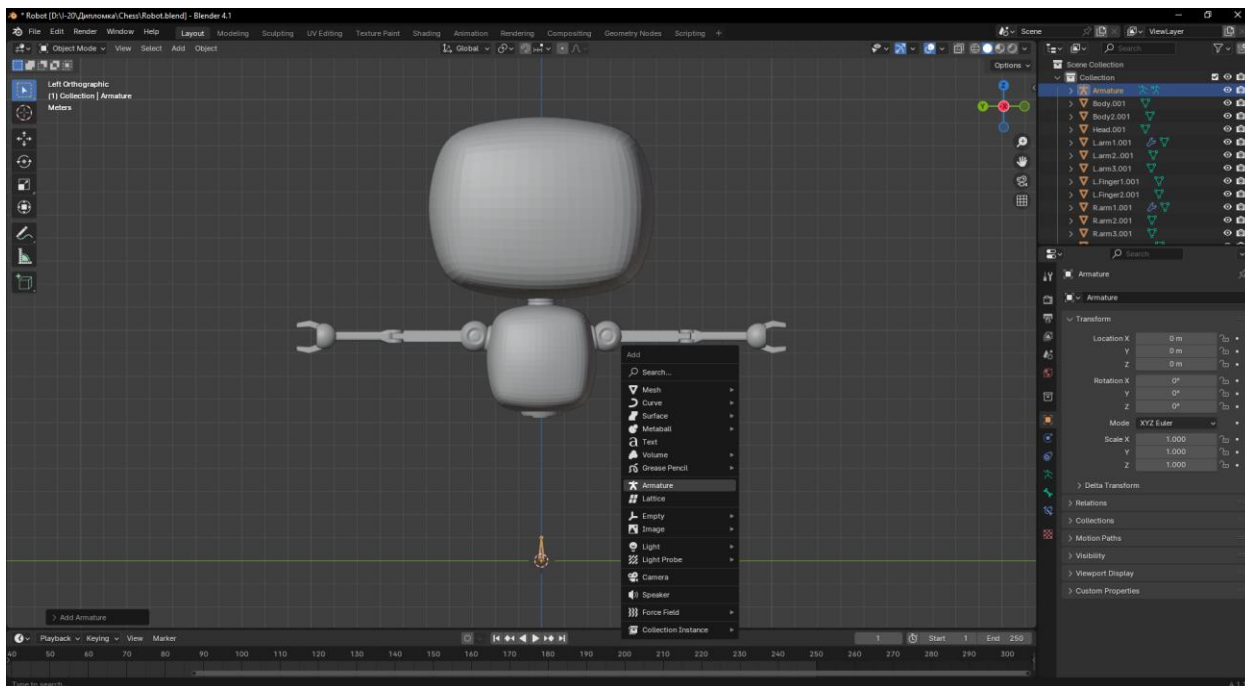 * Robot [D:\I-20\Дипломка\Chess\Robot.blend] - Blender 4.1
File Edit Render Window Help Layout Modeling Sculpting UV Editing Texture Paint Shading Animation Rendering Compositing Geometry Nodes Scripting + Scene ViewLayer
Object Mode View Select Add Object Global Search
Options
Left Orthographic
(1) Collection | Armature
Meters
Z
Y X
Scene Collection
Collection
Armature
Body.001
Body2.001
Head.001
L.arm1.001
L.arm2..001
L.arm3.001
L.Finger1.001
L.Finger2.001
R.arm1.001
R.arm2.001
R.arm3.001
Search
Armature
Armature
Transform
Location X 0 m
Y 0 m
Z 0 m
Rotation X 0°
Y 0°
Z 0°
Mode XYZ Euler
Scale X 1.000
Y 1.000
Z 1.000
Delta Transform
Relations
Collections
Motion Paths
Visibility
Viewport Display
Custom Properties
Add
Search...
Mesh
Curve
Surface
Metaball
Text
Volume
Grease Pencil
Armature
Lattice
Empty
Image
Light
Light Probe
Camera
Speaker
Force Field
Collection Instance
Add Armature
Playback Keying View Marker 1 Start 1 End 250
40 50 60 70 80 90 100 110 120 130 140 150 160 170 180 190 200 210 220 230 240 250 260 270 280 290 300
Type to search